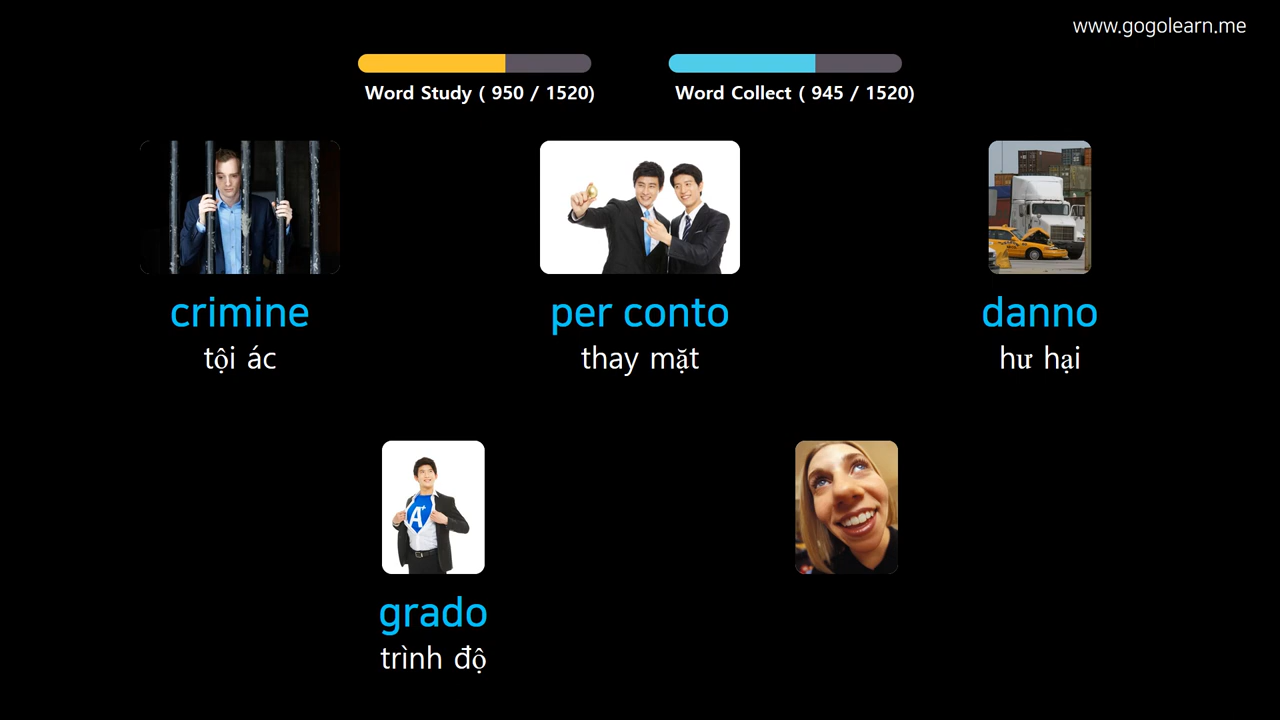 www.gogolearn.me
Word Study ( 950 / 1520)
Word Collect ( 945 / 1520)
crimine
tội ác
per conto
thay mặt
danno
hư hại
A+
grado
trình độ